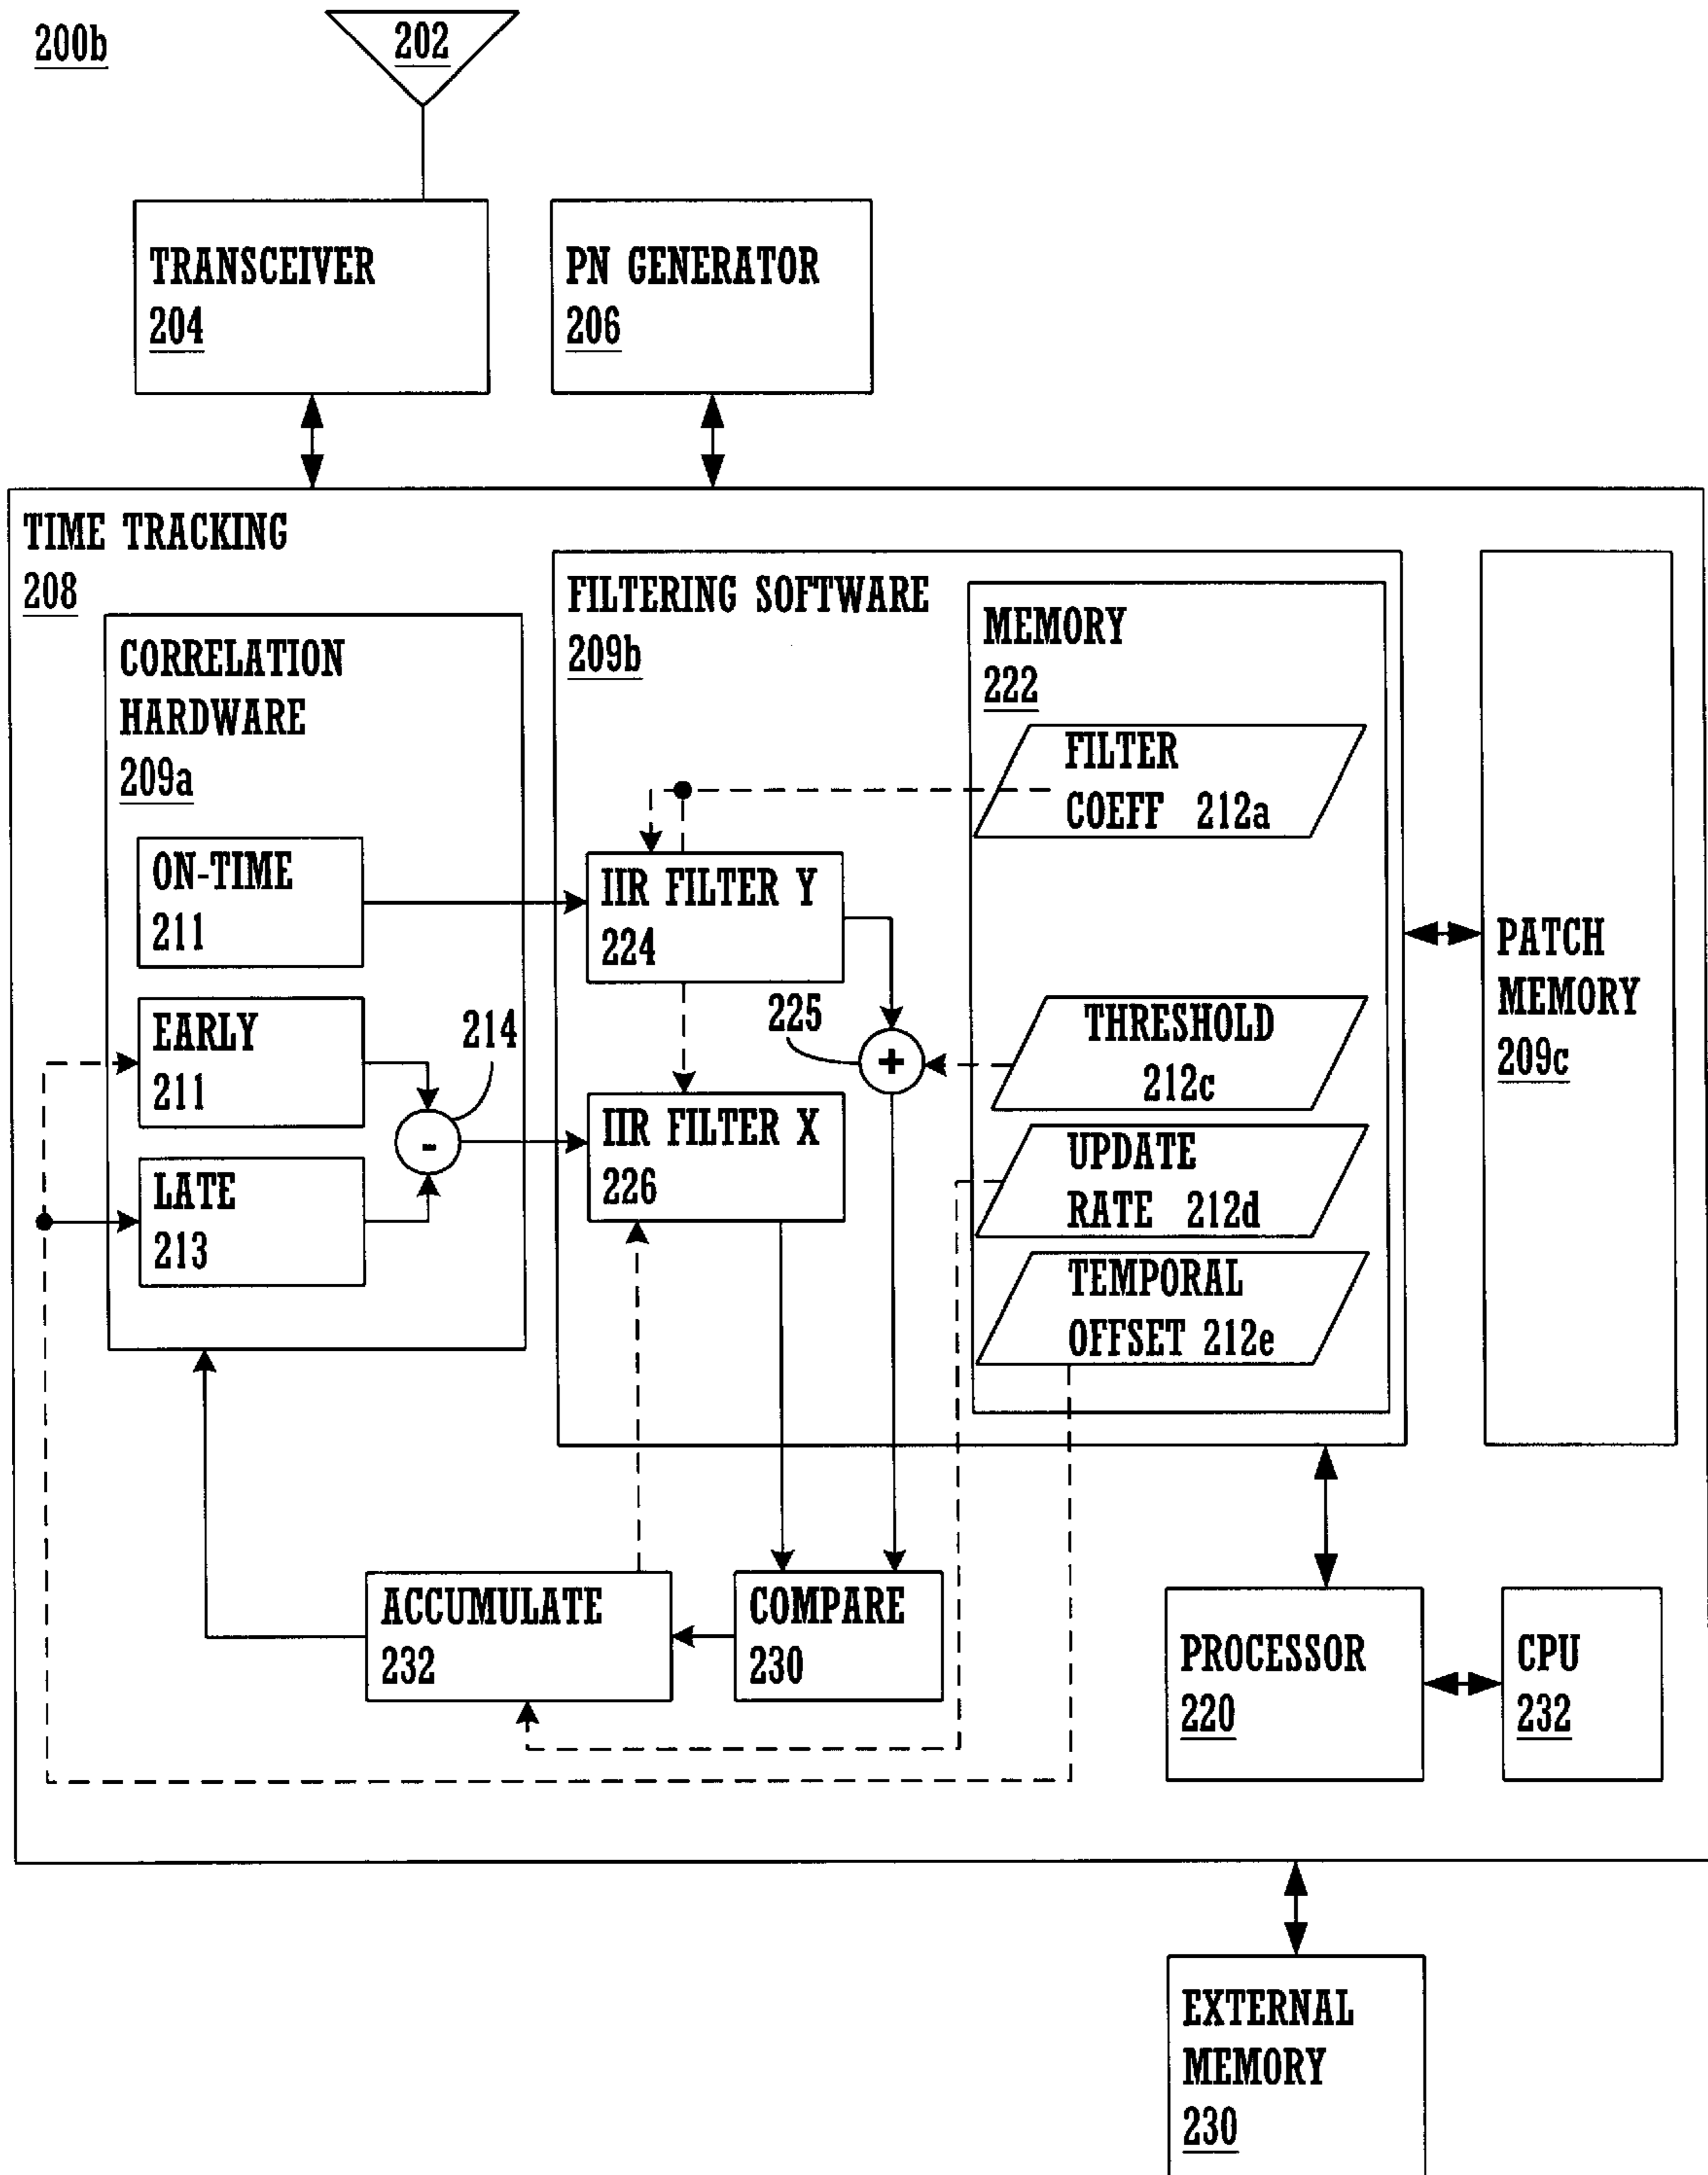 200b
202
TRANSCEIVER
204
PN GENERATOR
206
TIME TRACKING
208
CORRELATION
HARDWARE
209a
ON-TIME
211
EARLY
211
LATE
213
214
FILTERING SOFTWARE
209b
IIR FILTER Y
224
225
+
IIR FILTER X
226
-
MEMORY
222
FILTER
COEFF 212a
THRESHOLD
212c
UPDATE
RATE 212d
TEMPORAL
OFFSET 212e
PATCH
MEMORY
209c
ACCUMULATE
232
COMPARE
230
PROCESSOR
220
CPU
232
EXTERNAL
MEMORY
230